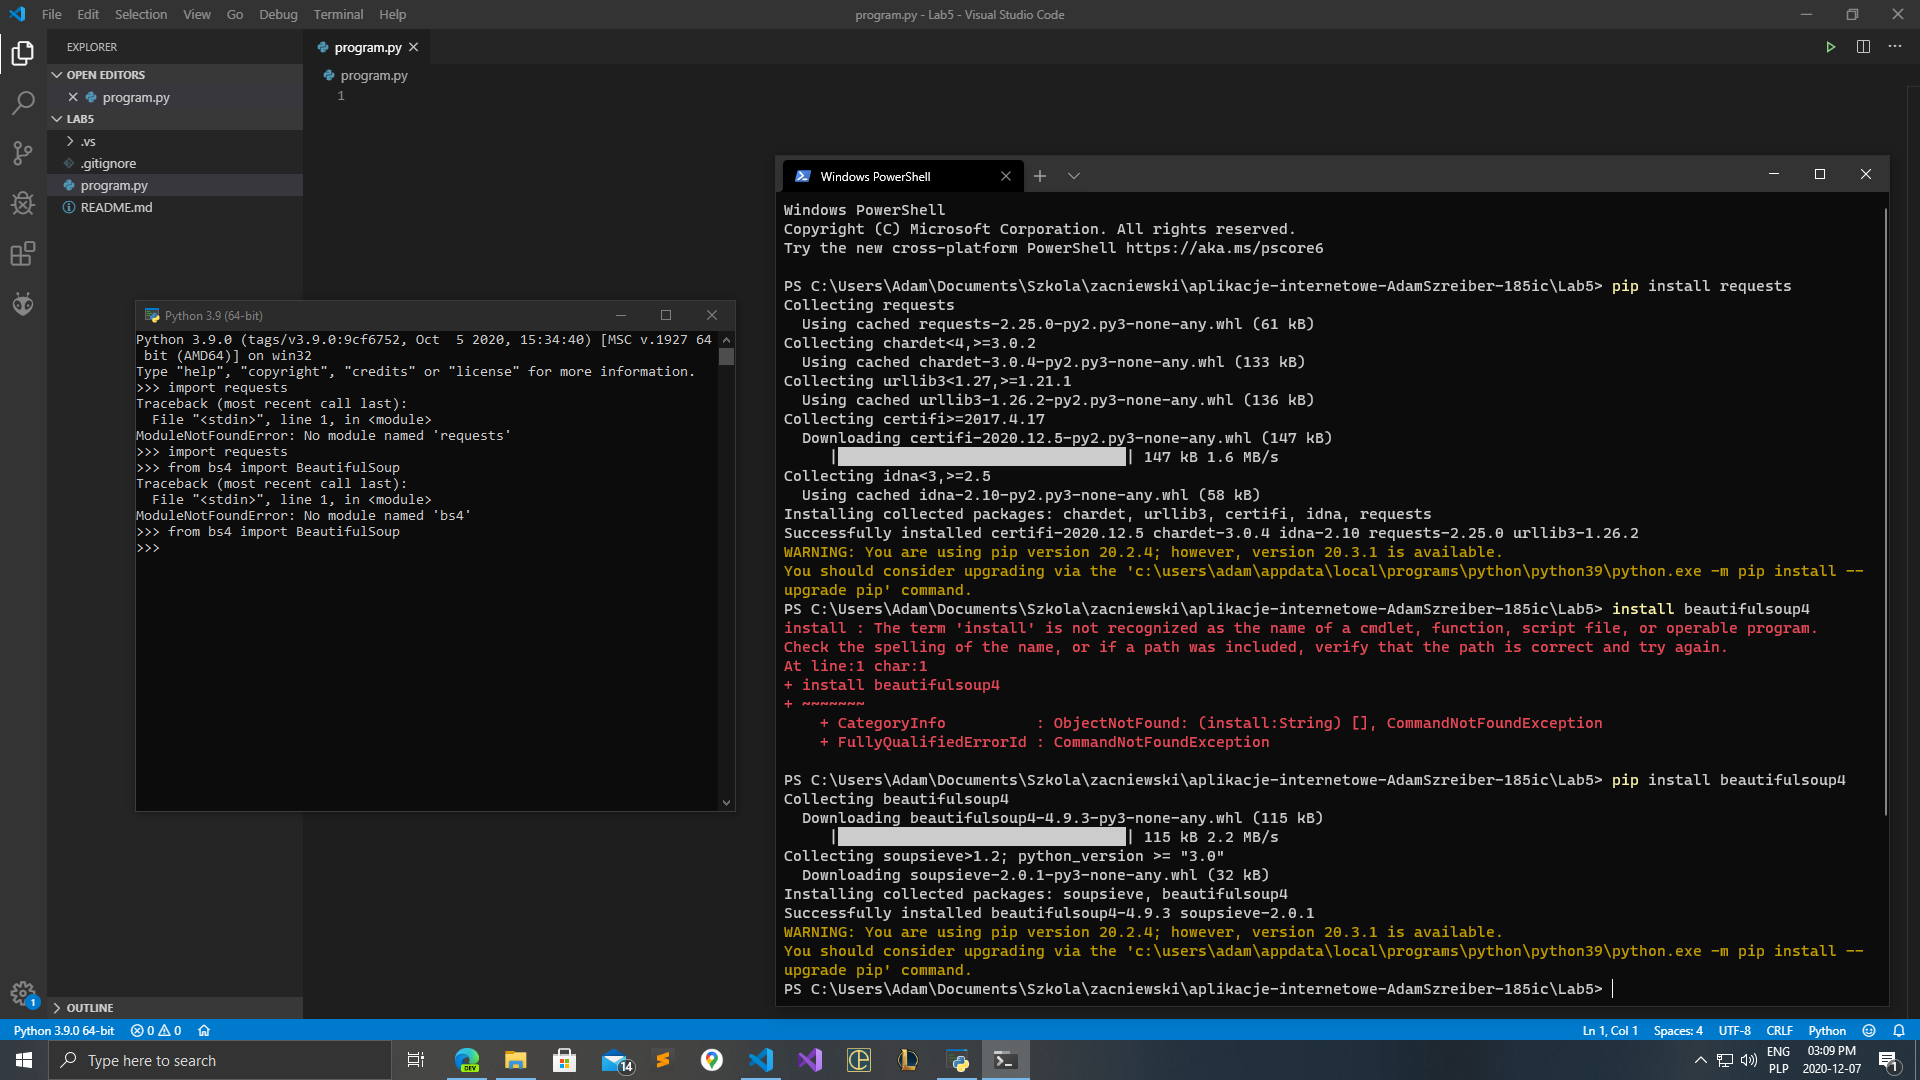 File Edit Selection View Go Debug Terminal Help
program.py - Lab5 - Visual Studio Code
EXPLORER
OPEN EDITORS
program.py
LAB5
.vs
.gitignore
program.py
README.md
OUTLINE
program.py
program.py
1
Python 3.9 (64-bit)
Python 3.9.0 (tags/v3.9.0:9cf6752, Oct  5 2020, 15:34:40) [MSC v.1927 64
 bit (AMD64)] on win32
Type "help", "copyright", "credits" or "license" for more information.
>>> import requests
Traceback (most recent call last):
  File "<stdin>", line 1, in <module>
ModuleNotFoundError: No module named 'requests'
>>> import requests
>>> from bs4 import BeautifulSoup
Traceback (most recent call last):
  File "<stdin>", line 1, in <module>
ModuleNotFoundError: No module named 'bs4'
>>> from bs4 import BeautifulSoup
>>>
Windows PowerShell
Windows PowerShell
Copyright (C) Microsoft Corporation. All rights reserved.
Try the new cross-platform PowerShell https://aka.ms/pscore6
PS C:\Users\Adam\Documents\Szkola\zacniewski\aplikacje-internetowe-AdamSzreiber-185ic\Lab5> pip install requests
Collecting requests
  Using cached requests-2.25.0-py2.py3-none-any.whl (61 kB)
Collecting chardet<4,>=3.0.2
  Using cached chardet-3.0.4-py2.py3-none-any.whl (133 kB)
Collecting urllib3<1.27,>=1.21.1
  Using cached urllib3-1.26.2-py2.py3-none-any.whl (136 kB)
Collecting certifi>=2017.4.17
  Downloading certifi-2020.12.5-py2.py3-none-any.whl (147 kB)
| | 147 kB 1.6 MB/s
Collecting idna<3,>=2.5
  Using cached idna-2.10-py2.py3-none-any.whl (58 kB)
Installing collected packages: chardet, urllib3, certifi, idna, requests
Successfully installed certifi-2020.12.5 chardet-3.0.4 idna-2.10 requests-2.25.0 urllib3-1.26.2
WARNING: You are using pip version 20.2.4; however, version 20.3.1 is available.
You should consider upgrading via the 'c:\users\adam\appdata\local\programs\python\python39\python.exe -m pip install --
upgrade pip' command.
PS C:\Users\Adam\Documents\Szkola\zacniewski\aplikacje-internetowe-AdamSzreiber-185ic\Lab5> install beautifulsoup4
install : The term 'install' is not recognized as the name of a cmdlet, function, script file, or operable program.
Check the spelling of the name, or if a path was included, verify that the path is correct and try again.
At line:1 char:1
+ install beautifulsoup4
+ ~~~~~~~
    + CategoryInfo          : ObjectNotFound: (install:String) [], CommandNotFoundException
    + FullyQualifiedErrorId : CommandNotFoundException
PS C:\Users\Adam\Documents\Szkola\zacniewski\aplikacje-internetowe-AdamSzreiber-185ic\Lab5> pip install beautifulsoup4
Collecting beautifulsoup4
  Downloading beautifulsoup4-4.9.3-py3-none-any.whl (115 kB)
| | 115 kB 2.2 MB/s
Collecting soupsieve>1.2; python_version >= "3.0"
  Downloading soupsieve-2.0.1-py3-none-any.whl (32 kB)
Installing collected packages: soupsieve, beautifulsoup4
Successfully installed beautifulsoup4-4.9.3 soupsieve-2.0.1
WARNING: You are using pip version 20.2.4; however, version 20.3.1 is available.
You should consider upgrading via the 'c:\users\adam\appdata\local\programs\python\python39\python.exe -m pip install --
upgrade pip' command.
PS C:\Users\Adam\Documents\Szkola\zacniewski\aplikacje-internetowe-AdamSzreiber-185ic\Lab5>
1
Python 3.9.0 64-bit 0 0
Ln 1, Col 1 Spaces: 4 UTF-8 CRLF Python
Type here to search
DEV
14
ENG
PLP
03:09 PM
2020-12-07
1